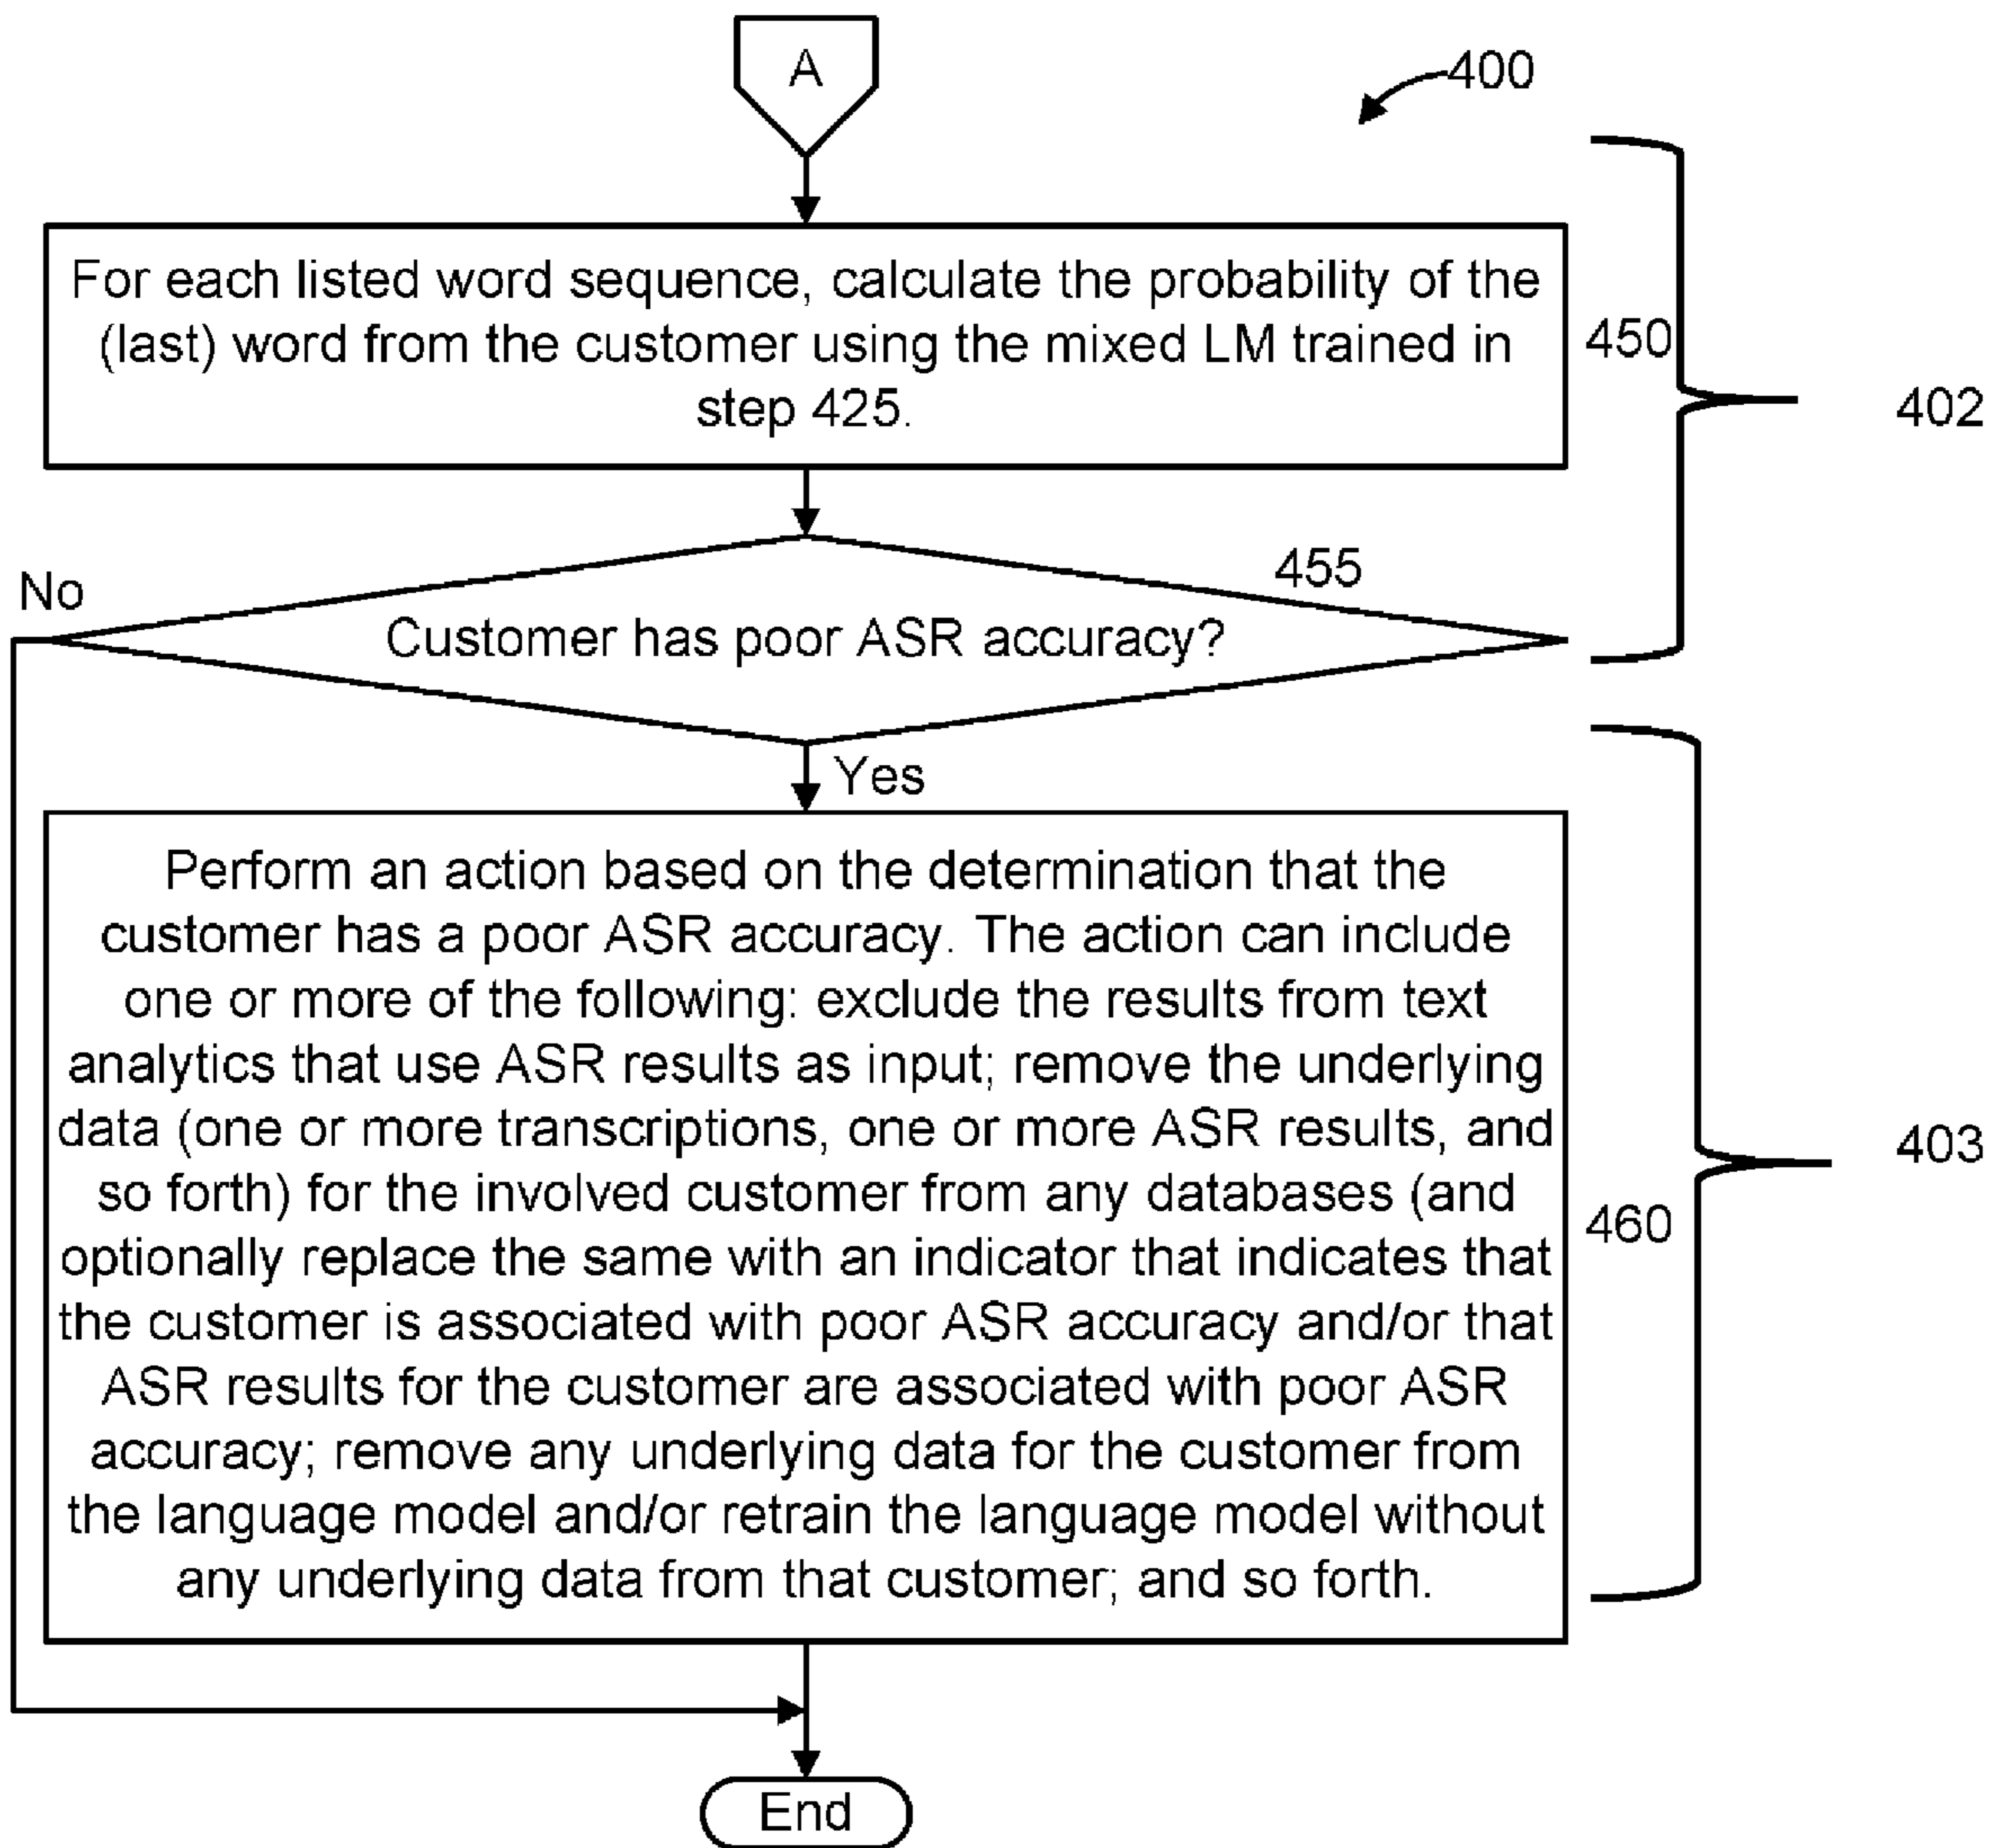 A
400
For each listed word sequence, calculate the probability of the
(last) word from the customer using the mixed LM trained in
step 425.
450
402
455
No
Customer has poor ASR accuracy?
Yes
Perform an action based on the determination that the
customer has a poor ASR accuracy. The action can include
one or more of the following: exclude the results from text
analytics that use ASR results as input; remove the underlying
data (one or more transcriptions, one or more ASR results, and
so forth) for the involved customer from any databases (and
optionally replace the same with an indicator that indicates that
the customer is associated with poor ASR accuracy and/or that
ASR results for the customer are associated with poor ASR
accuracy; remove any underlying data for the customer from
the language model and/or retrain the language model without
any underlying data from that customer; and so forth.
460
403
End